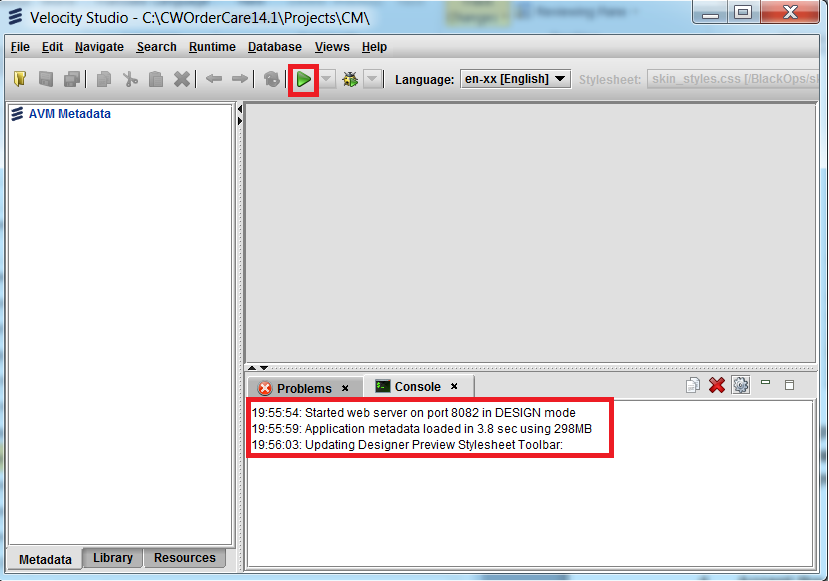 Velocity Studio - C:\CWOrderCare14.1\Projects\CM\
File Edit Navigate Search Runtime Database Views Help
Language: en-xx [English] Stylesheet: skin_styles.css [/BlackOps/sk
AVM Metadata
Problems Console
19:55:54: Started web server on port 8082 in DESIGN mode
19:55:59: Application metadata loaded in 3.8 sec using 298MB
19:56:03: Updating Designer Preview Stylesheet Toolbar:
Metadata Library Resources